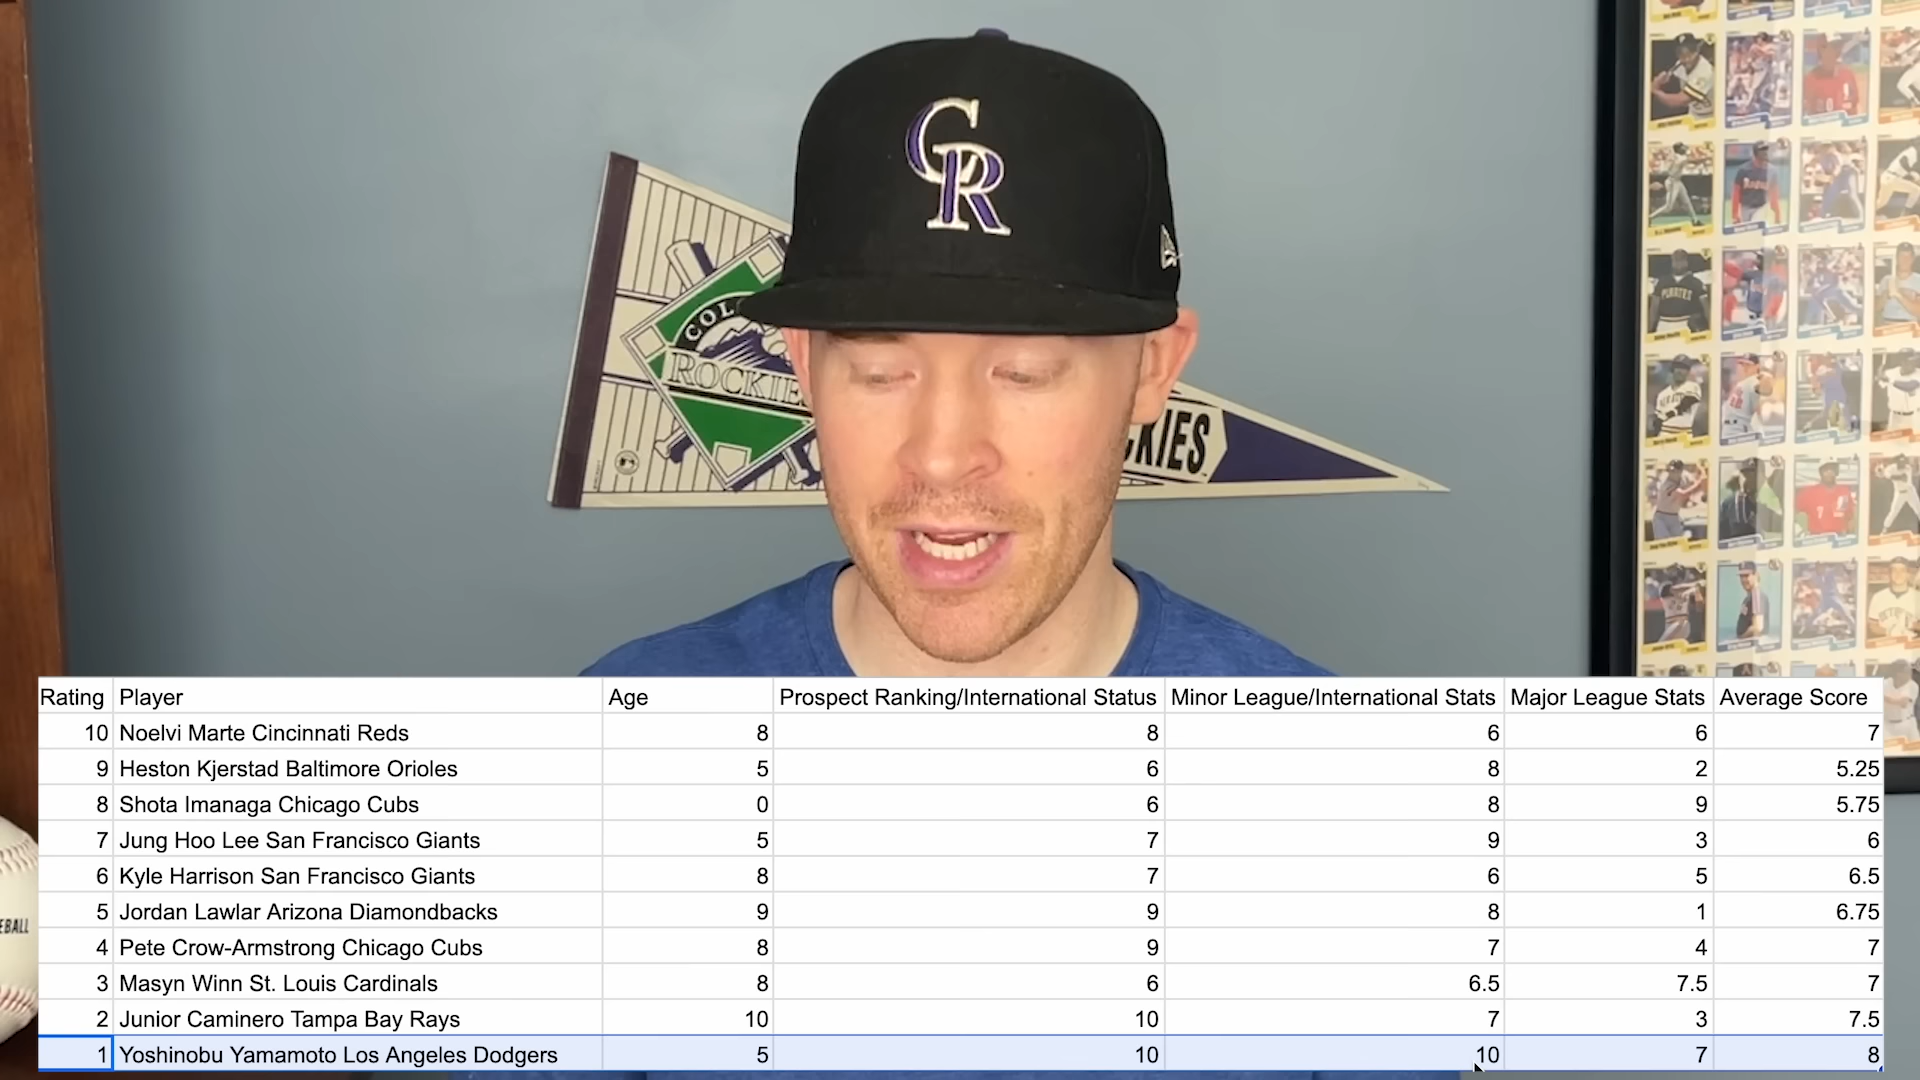 CR
COL
ROCKIE
CKIES
PIRATES
EBALL
Rating Player Age Prospect Ranking/International Status Minor League/International Stats Major League Stats Average Score
10 Noelvi Marte Cincinnati Reds 8 8 6 6 7
9 Heston Kjerstad Baltimore Orioles 5 6 8 2 5.25
8 Shota Imanaga Chicago Cubs 0 6 8 9 5.75
7 Jung Hoo Lee San Francisco Giants 5 7 9 3 6
6 Kyle Harrison San Francisco Giants 8 7 6 5 6.5
5 Jordan Lawlar Arizona Diamondbacks 9 9 8 1 6.75
4 Pete Crow-Armstrong Chicago Cubs 8 9 7 4 7
3 Masyn Winn St. Louis Cardinals 8 6 6.5 7.5 7
2 Junior Caminero Tampa Bay Rays 10 10 7 3 7.5
1 Yoshinobu Yamamoto Los Angeles Dodgers 5 10 10 7 8